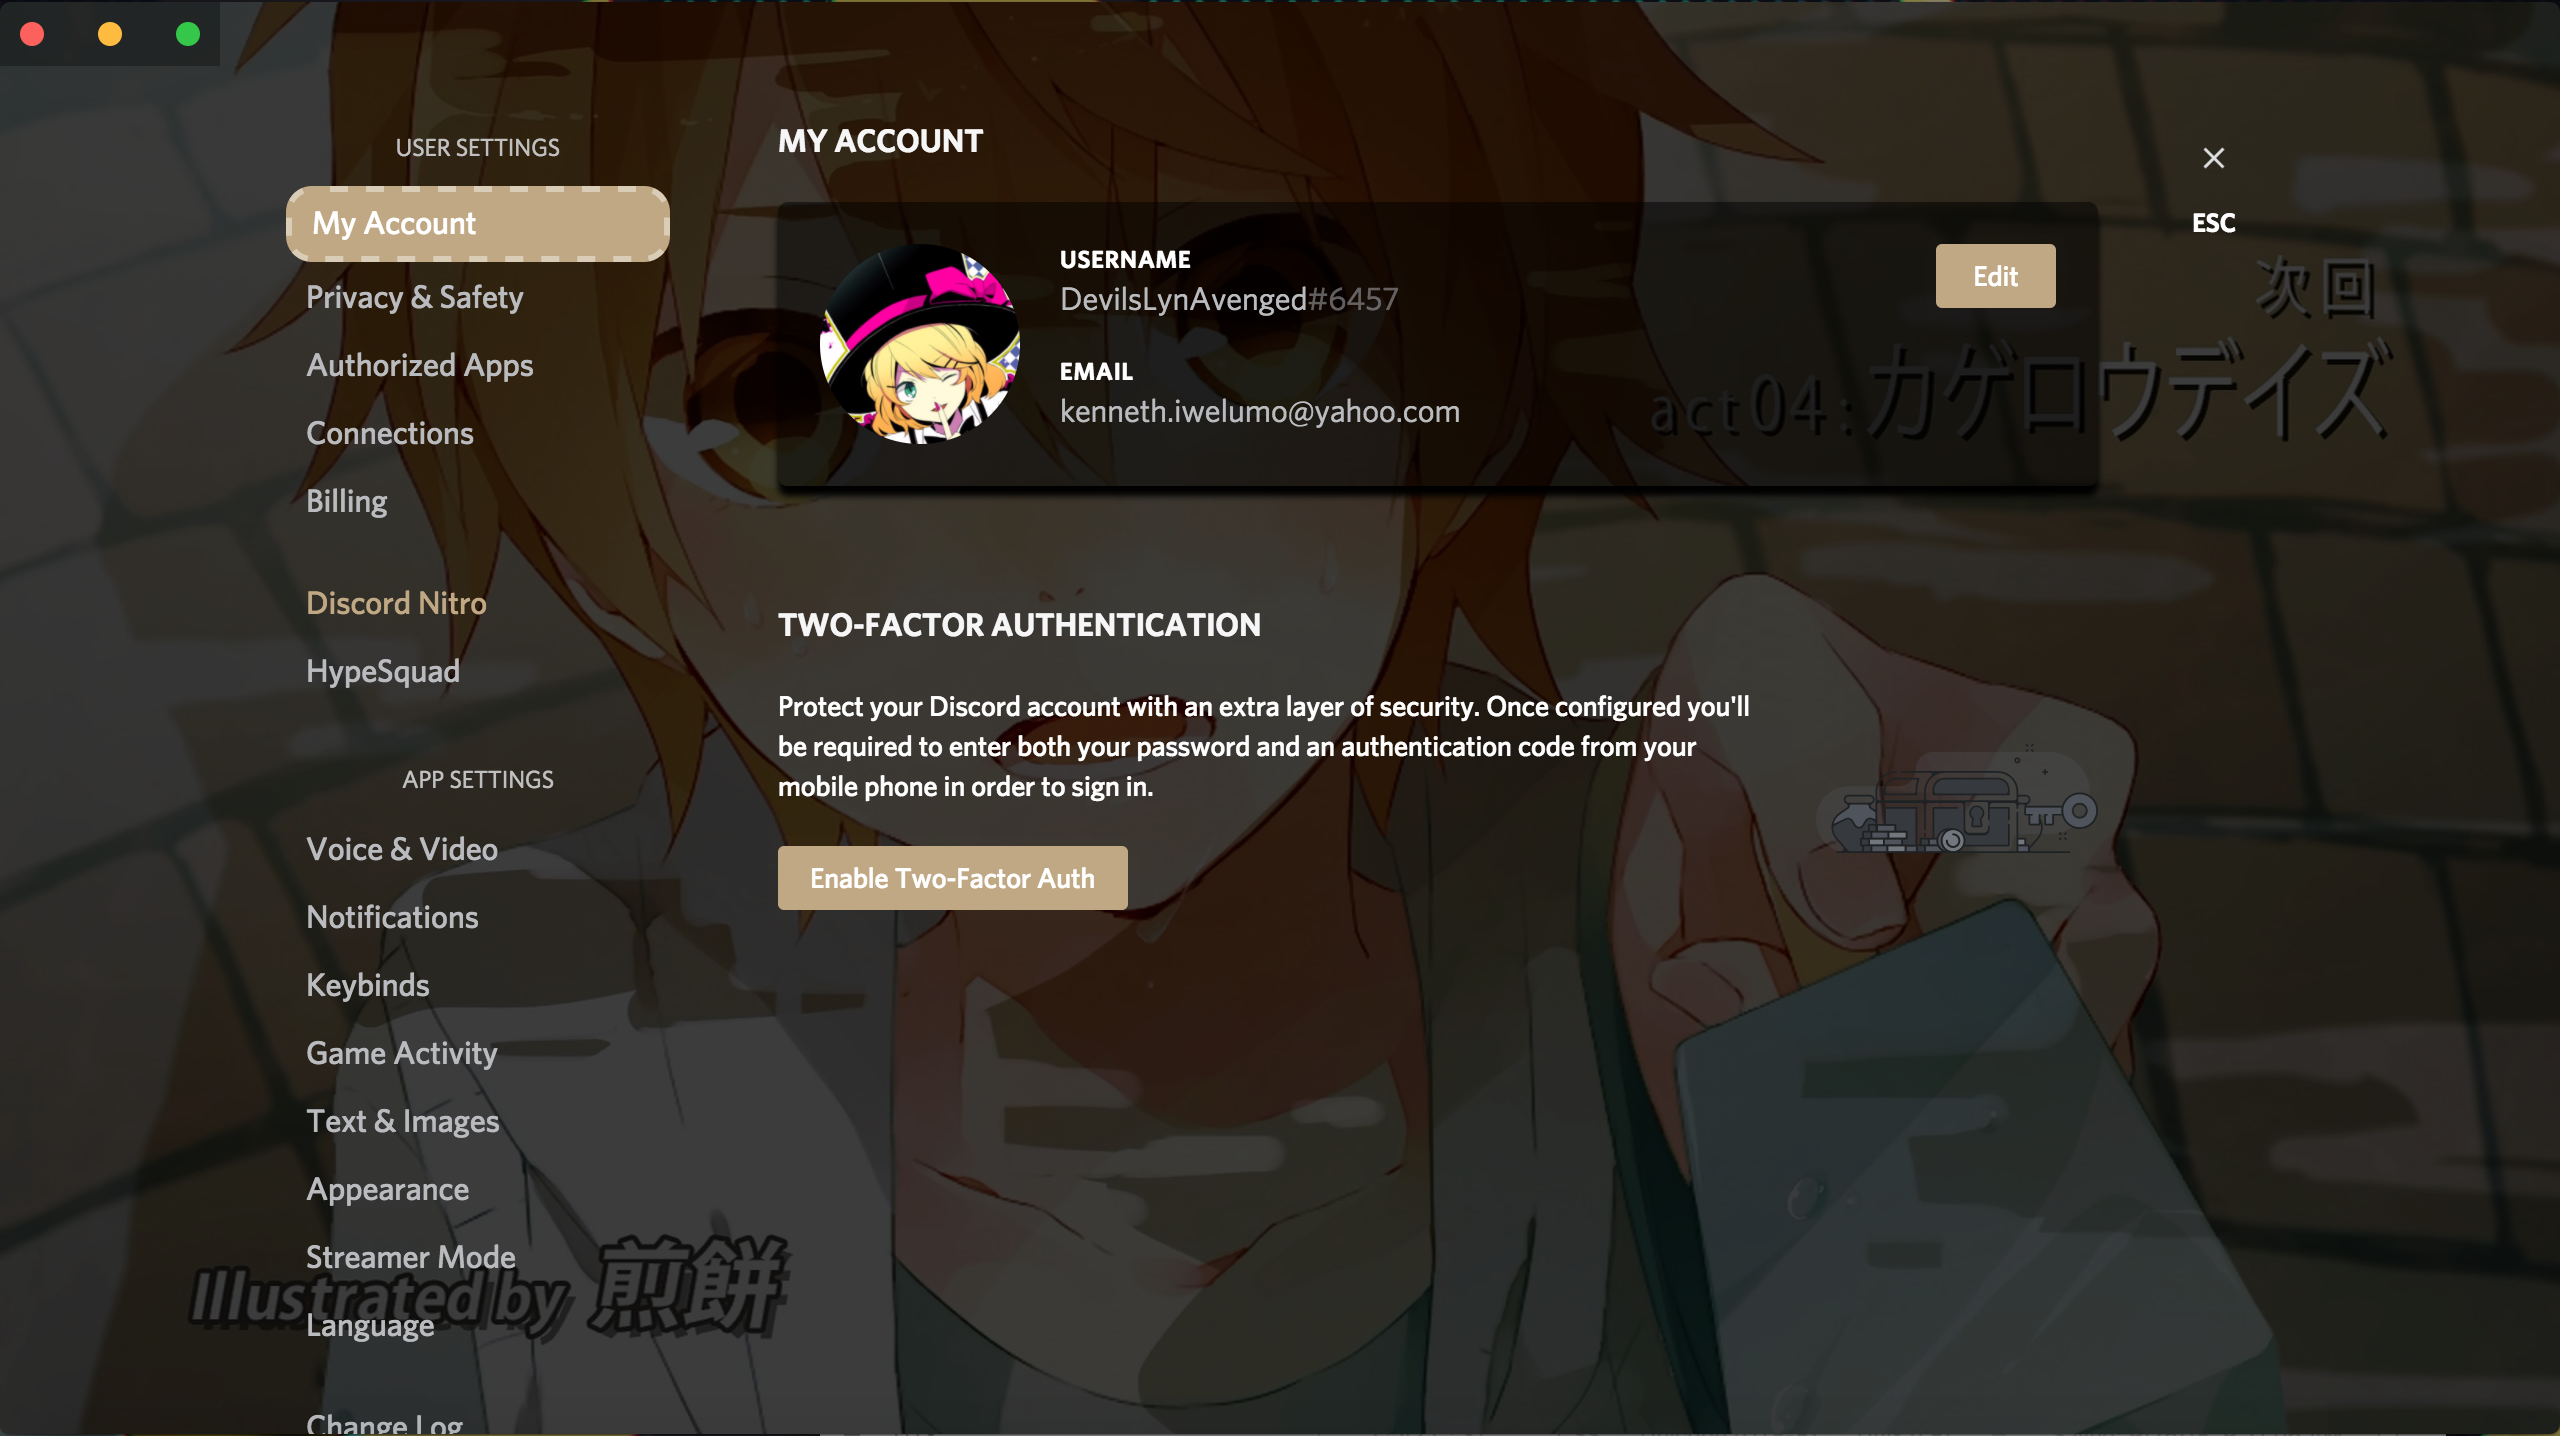 USER SETTINGS
My Account
Privacy & Safety
Authorized Apps
Connections
Billing
Discord Nitro
HypeSquad
APP SETTINGS
Voice & Video
Notifications
Keybinds
Game Activity
Text & Images
Appearance
Streamer Mode
Language
Change Log
MY ACCOUNT
USERNAME
DevilsLynAvenged#6457
EMAIL
kenneth.iwelumo@yahoo.com
Edit
ESC
次回
act04:カゲロウデイズ
TWO-FACTOR AUTHENTICATION
Protect your Discord account with an extra layer of security. Once configured you'll
be required to enter both your password and an authentication code from your
mobile phone in order to sign in.
Enable Two-Factor Auth
Illustrated by 煎餅